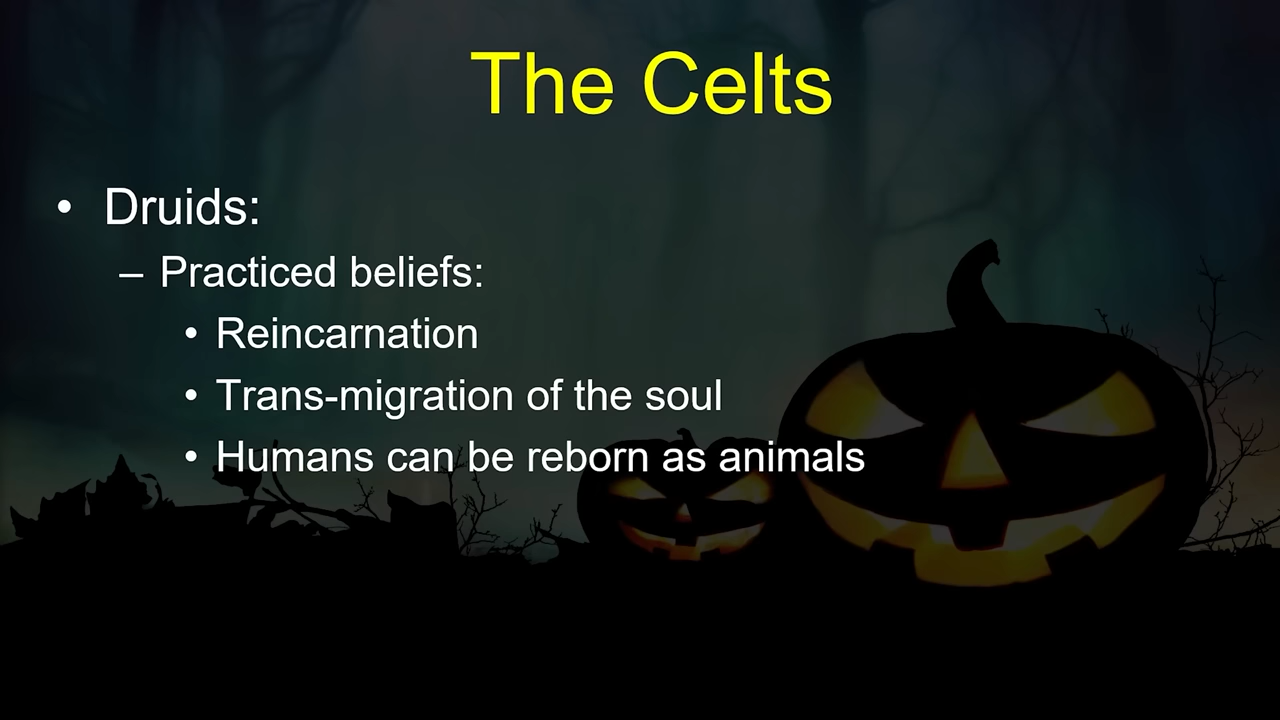 The Celts
• Druids:
– Practiced beliefs:
• Reincarnation
• Trans-migration of the soul
• Humans can be reborn as animals